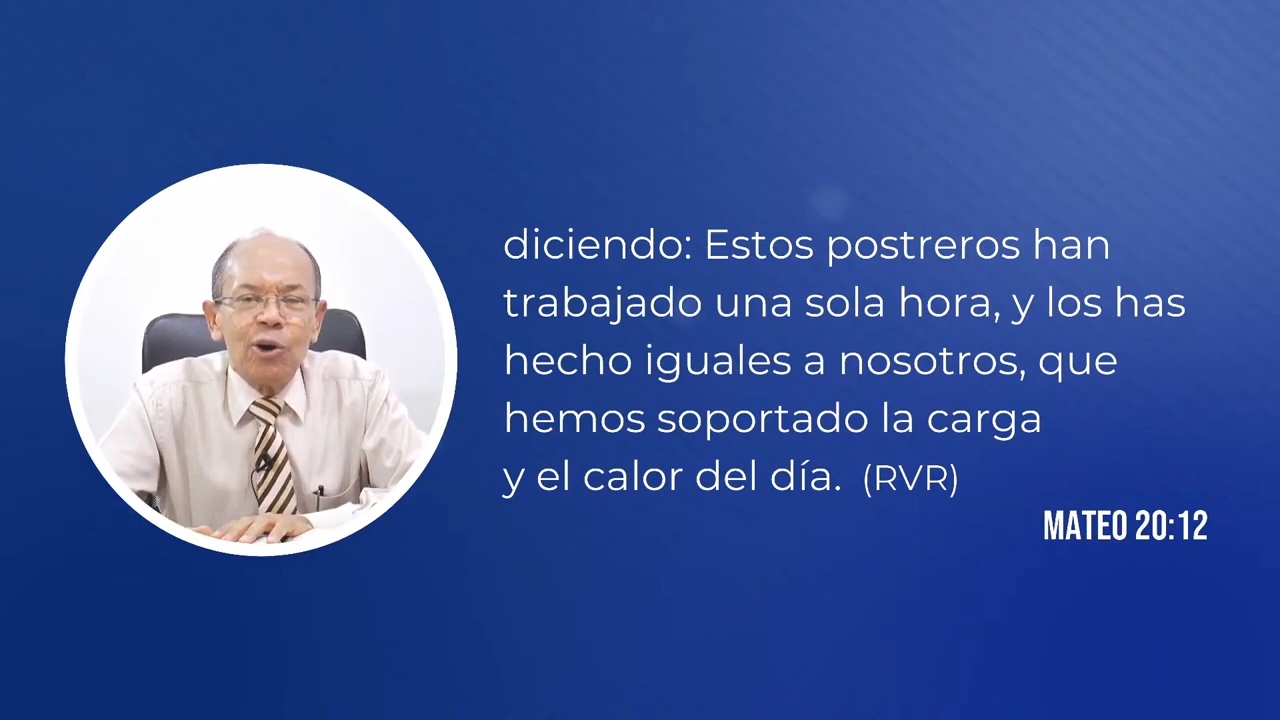 diciendo: Estos postreros han
trabajado una sola hora, y los has
hecho iguales a nosotros, que
hemos soportado la carga
y el calor del día. (RVR)
MATEO 20:12